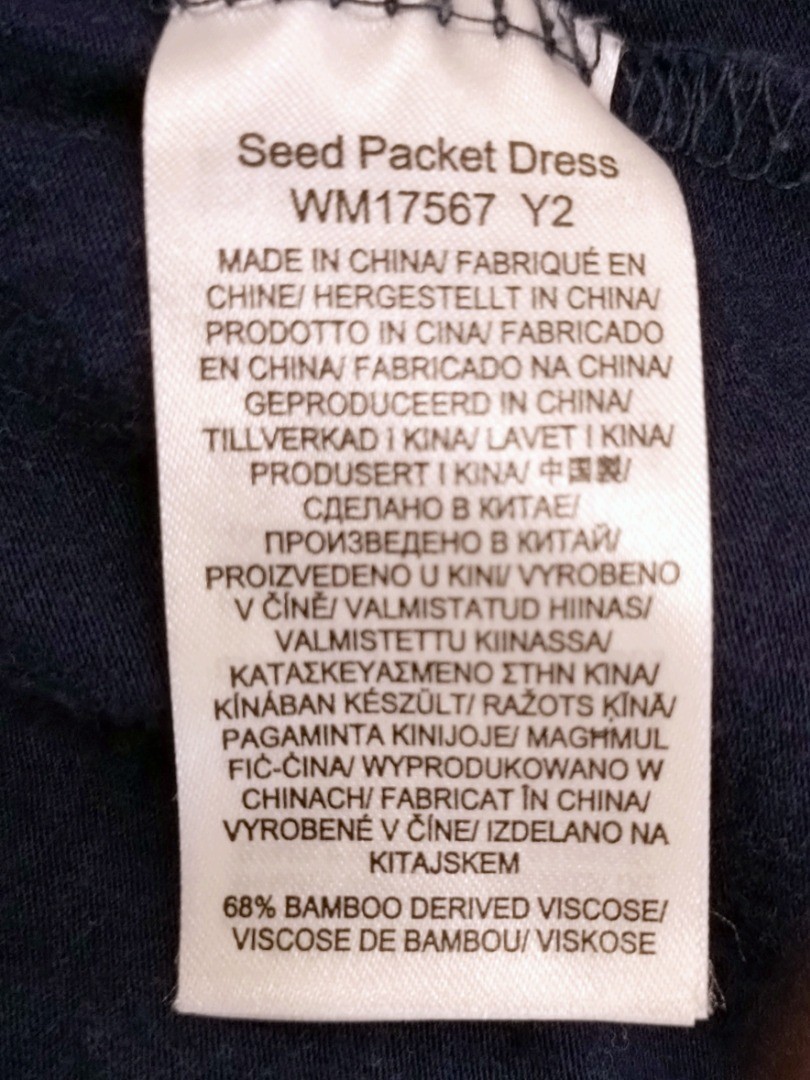 Seed Packet Dress
WM17567 Y2
MADE IN CHINA/ FABRIQUÉ EN
CHINE/ HERGESTELLT IN CHINA/
PRODOTTO IN CINA/ FABRICADO
EN CHINA/ FABRICADO NA CHINA/
GEPRODUCEERD IN CHINA/
TILLVERKAD I KINA/ LAVET I KINA/
PRODUSERT I KINA/ 中国製/
СДЕЛАНО В КИТАЕ/
ПРОИЗВЕДЕНО В КИТАЙ/
PROIZVEDENO U KINI/ VYROBENO
V ČÍNĚ/ VALMISTATUD HIINAS/
VALMISTETTU KIINASSA/
ΚΑΤΑΣΚΕΥΑΣΜΈΝΟ ΣΤΗΝ ΚΊΝΑ/
KÍNÁBAN KÉSZÜLT/ RAŽOTS ĶĪNĀ/
PAGAMINTA KINIJOJE/ MAGĦMUL
FIĊ-ĊINA/ WYPRODUKOWANO W
CHINACH/ FABRICAT ÎN CHINA/
VYROBENÉ V ČÍNE/ IZDELANO NA
KITAJSKEM
68% BAMBOO DERIVED VISCOSE/
VISCOSE DE BAMBOU/ VISKOSE